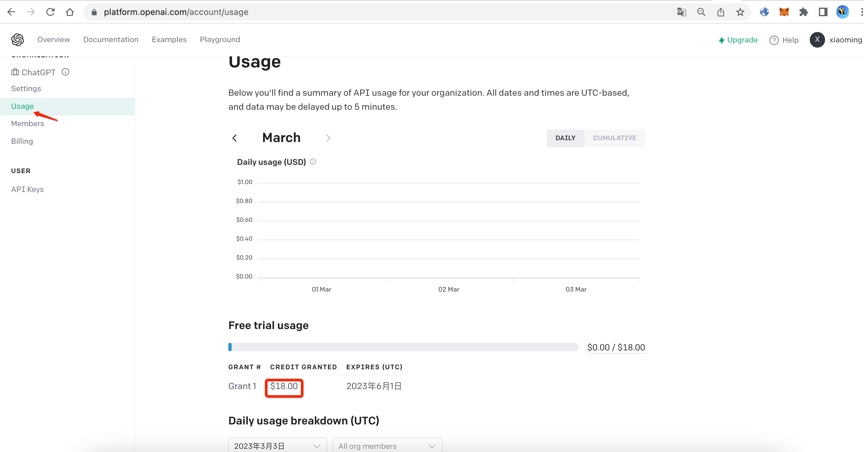 platform.openai.com/account/usage
Overview Documentation Examples Playground Upgrade Help X xiaoming
ORGANIZATION
ChatGPT
Settings
Usage
Members
Billing
USER
API Keys
Usage
Below you'll find a summary of API usage for your organization. All dates and times are UTC-based,
and data may be delayed up to 5 minutes.
March
DAILY CUMULATIVE
Daily usage (USD)
$1.00
$0.80
$0.60
$0.40
$0.20
$0.00
01 Mar 02 Mar 03 Mar
Free trial usage
$0.00 / $18.00
GRANT # CREDIT GRANTED EXPIRES (UTC)
Grant 1 $18.00 2023年6月1日
Daily usage breakdown (UTC)
2023年3月3日 All org members